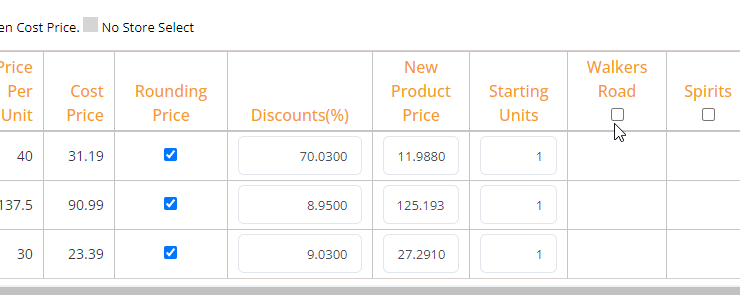 en Cost Price. No Store Select
Price Per Unit Cost Price Rounding Price Discounts(%) New Product Price Starting Units Walkers Road Spirits
40 31.19 70.0300 11.9880 1
137.5 90.99 8.9500 125.193 1
30 23.39 9.0300 27.2910 1